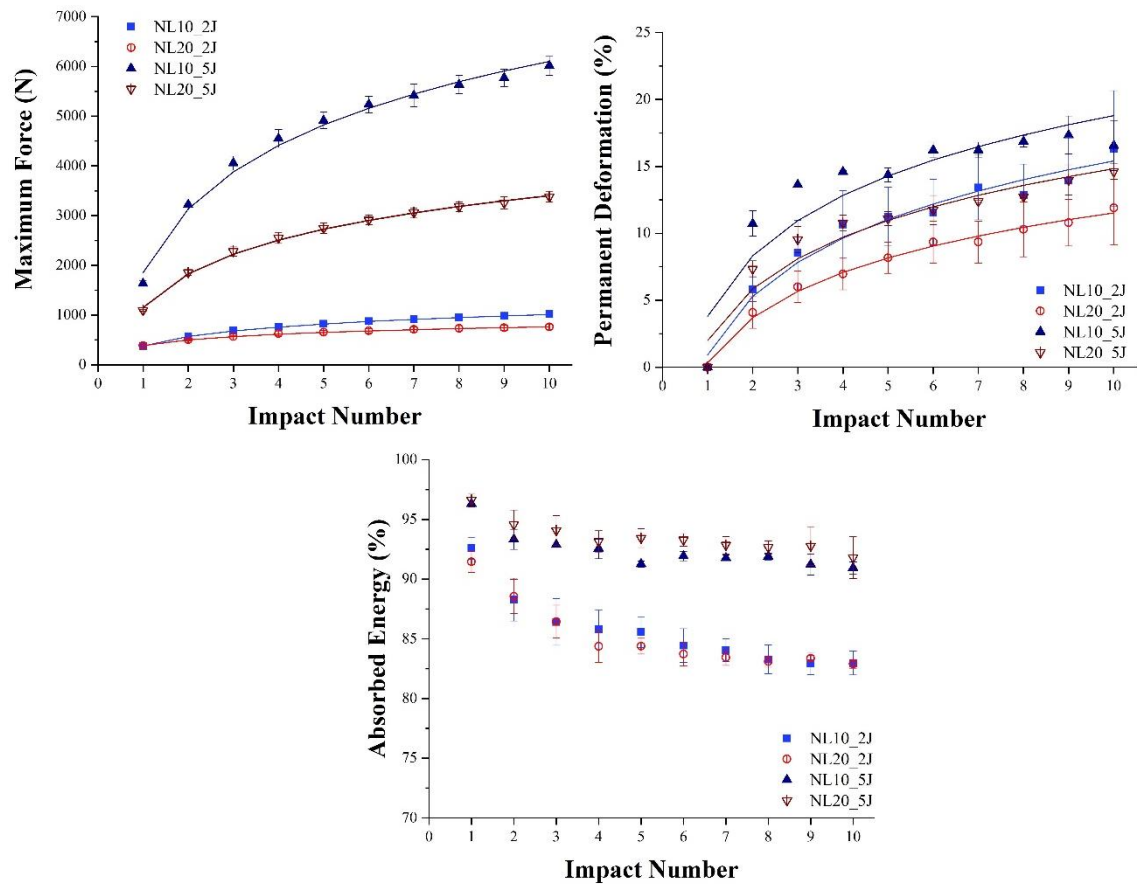 Maximum Force (N)
7000
6000
5000
4000
3000
2000
1000
0
NL10_2J
NL20_2J
NL10_5J
NL20_5J
0 1 2 3 4 5 6 7 8 9 10
Impact Number
Permanent Deformation (%)
25
20
15
10
5
0
NL10_2J
NL20_2J
NL10_5J
NL20_5J
0 1 2 3 4 5 6 7 8 9 10
Impact Number
Absorbed Energy (%)
100
95
90
85
80
75
70
NL10_2J
NL20_2J
NL10_5J
NL20_5J
0 1 2 3 4 5 6 7 8 9 10
Impact Number